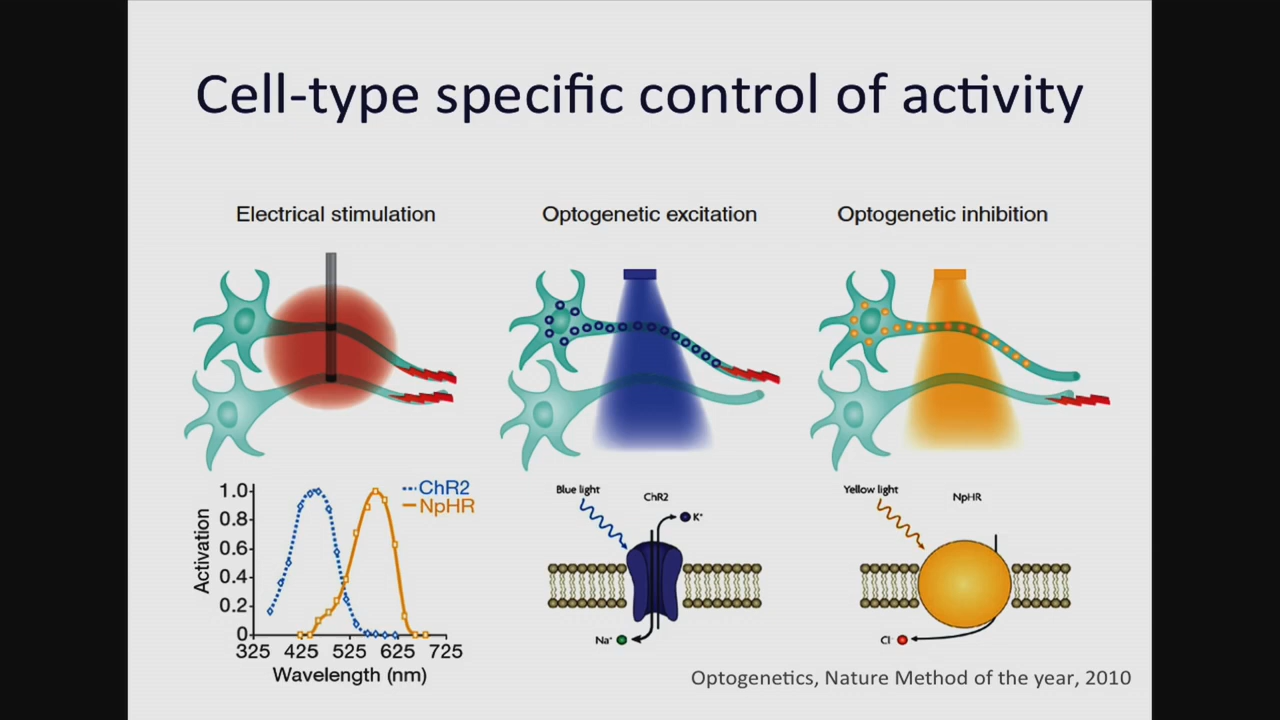 Cell-type specific control of activity
Electrical stimulation
Optogenetic excitation
Optogenetic inhibition
1.0
0.8
0.6
0.4
0.2
0
Activation
ChR2
NpHR
325 425 525 625 725
Wavelength (nm)
Blue light
ChR2
K⁺
Na⁺
Yellow light
NpHR
Cl⁻
Optogenetics, Nature Method of the year, 2010